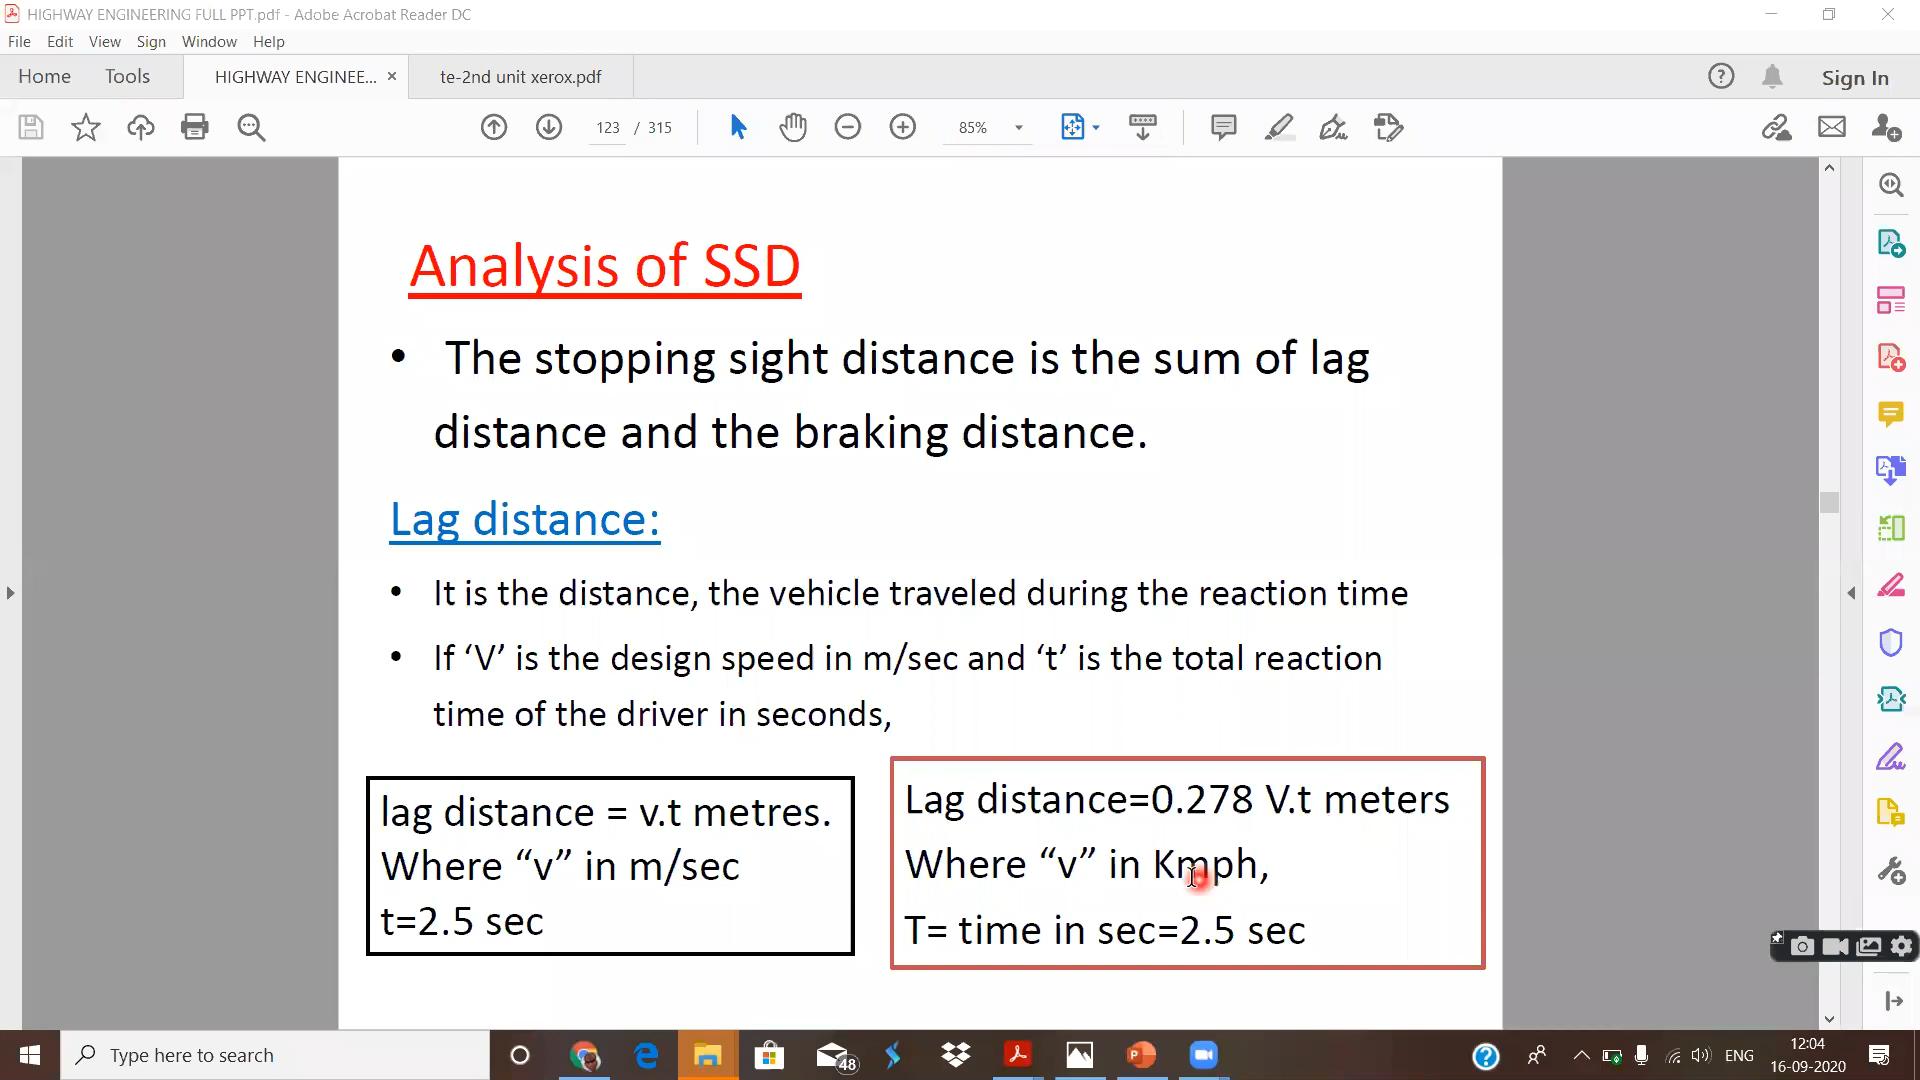 HIGHWAY ENGINEERING FULL PPT.pdf - Adobe Acrobat Reader DC
File Edit View Sign Window Help
Home Tools HIGHWAY ENGINEE... × te-2nd unit xerox.pdf Sign In
123 / 315 85%
Analysis of SSD
• The stopping sight distance is the sum of lag
distance and the braking distance.
Lag distance:
• It is the distance, the vehicle traveled during the reaction time
• If ‘V’ is the design speed in m/sec and ‘t’ is the total reaction
time of the driver in seconds,
lag distance = v.t metres.
Where “v” in m/sec
t=2.5 sec
Lag distance=0.278 V.t meters
Where “v” in Kmph,
T= time in sec=2.5 sec
Type here to search
48
ENG
12:04
16-09-2020